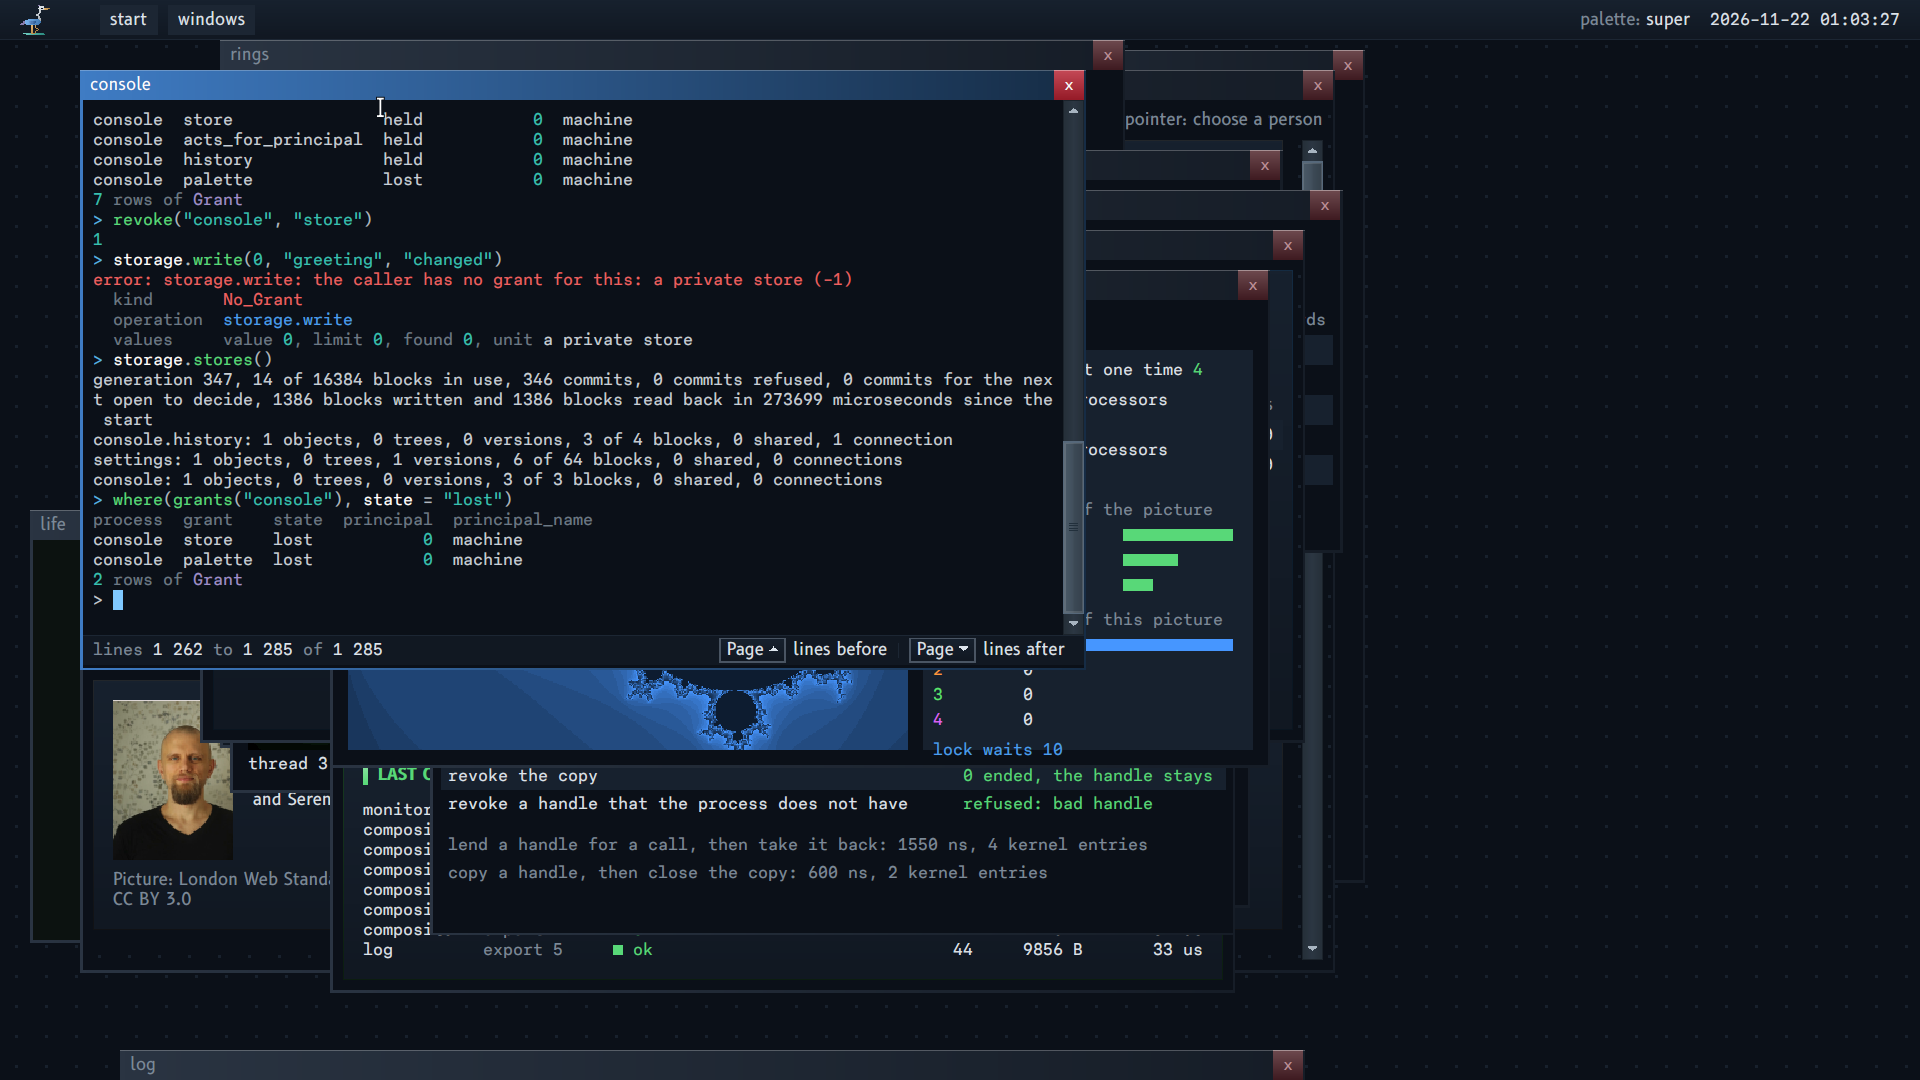 start windows palette: super 2026-11-22 01:03:27
rings x
x
console x
x
console store held 0 machine
pointer: choose a person
console acts_for_principal held 0 machine
console history held 0 machine
x
console palette lost 0 machine
7 rows of Grant
x
> revoke("console", "store")
1
x
> storage.write(0, "greeting", "changed")
error: storage.write: the caller has no grant for this: a private store (-1)
x
kind No_Grant
operation storage.write
ds
values value 0, limit 0, found 0, unit a private store
> storage.stores()
t one time 4
generation 347, 14 of 16384 blocks in use, 346 commits, 0 commits refused, 0 commits for the nex
t open to decide, 1386 blocks written and 1386 blocks read back in 273699 microseconds since the
ocessors
start
console.history: 1 objects, 0 trees, 0 versions, 3 of 4 blocks, 0 shared, 1 connection
ocessors
settings: 1 objects, 0 trees, 1 versions, 6 of 64 blocks, 0 shared, 0 connections
console: 1 objects, 0 trees, 0 versions, 3 of 3 blocks, 0 shared, 0 connections
> where(grants("console"), state = "lost")
f the picture
process grant state principal principal_name
life
console store lost 0 machine
console palette lost 0 machine
2 rows of Grant
>
f this picture
lines 1 262 to 1 285 of 1 285 Page lines before Page lines after
2 0
3 0
4 0
lock waits 10
thread 3
LAST C
revoke the copy 0 ended, the handle stays
and Seren
revoke a handle that the process does not have refused: bad handle
monitor
composi
composi
lend a handle for a call, then take it back: 1550 ns, 4 kernel entries
composi
copy a handle, then close the copy: 600 ns, 2 kernel entries
composi
composi
composi
Picture: London Web Standa
CC BY 3.0
log export 5 ok 44 9856 B 33 us
log x